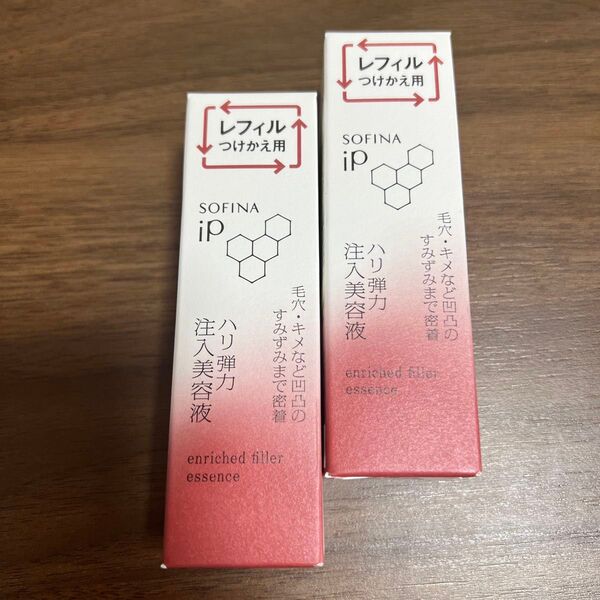 レフィル
つけかえ用
SOFINA
iP
毛穴・キメなど凹凸の
すみずみまで密着
ハリ弾力
注入美容液
enriched filler
essence
レフィル
つけかえ用
SOFINA
iP
毛穴・キメなど凹凸の
すみずみまで密着
ハリ弾力
注入美容液
enriched filler
essence